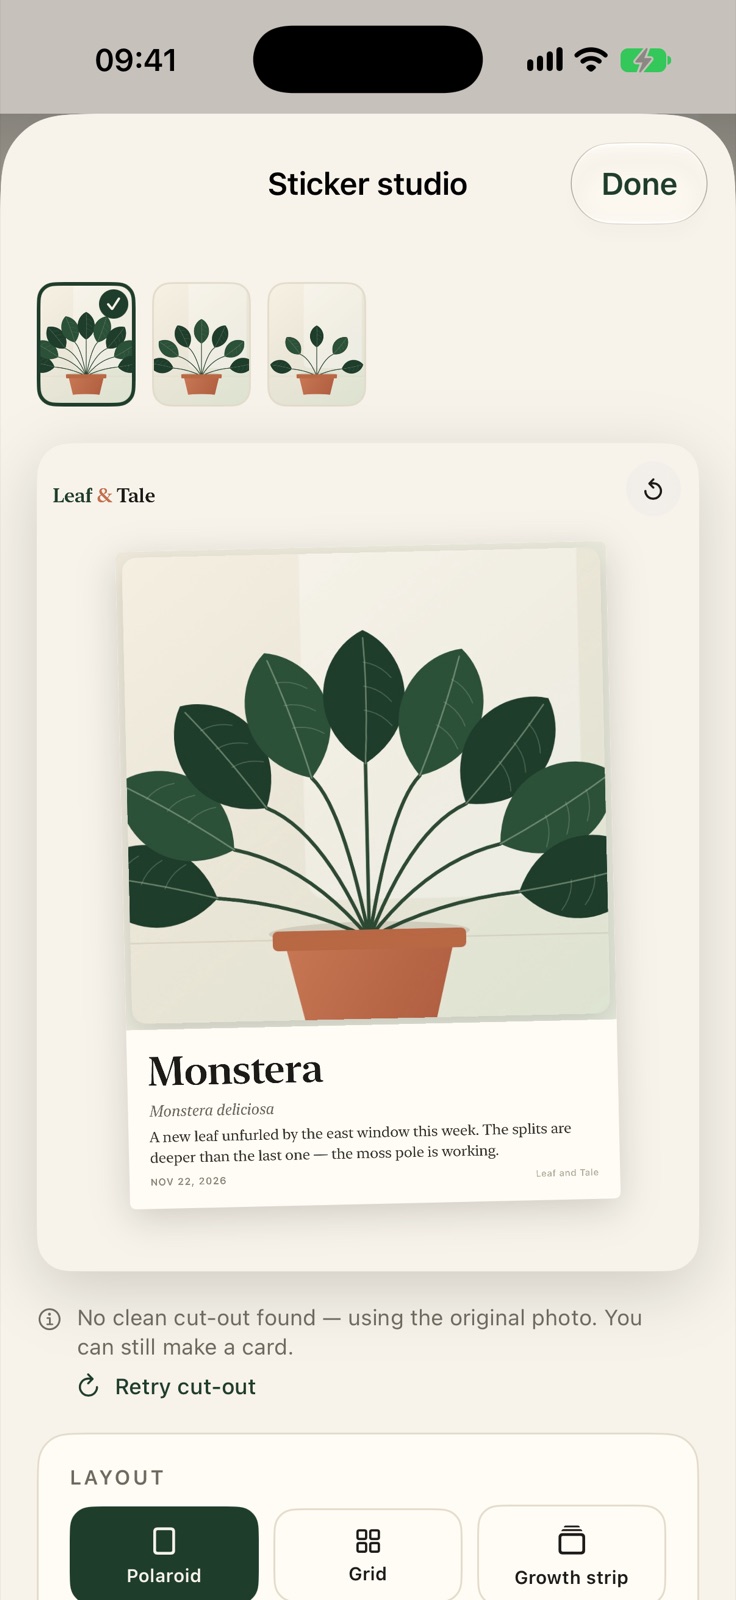 09:41
Sticker studio
Done
Leaf & Tale
Monstera
Monstera deliciosa
A new leaf unfurled by the east window this week. The splits are
deeper than the last one — the moss pole is working.
NOV 22, 2026
Leaf and Tale
No clean cut-out found — using the original photo. You
can still make a card.
Retry cut-out
LAYOUT
Polaroid
Grid
Growth strip